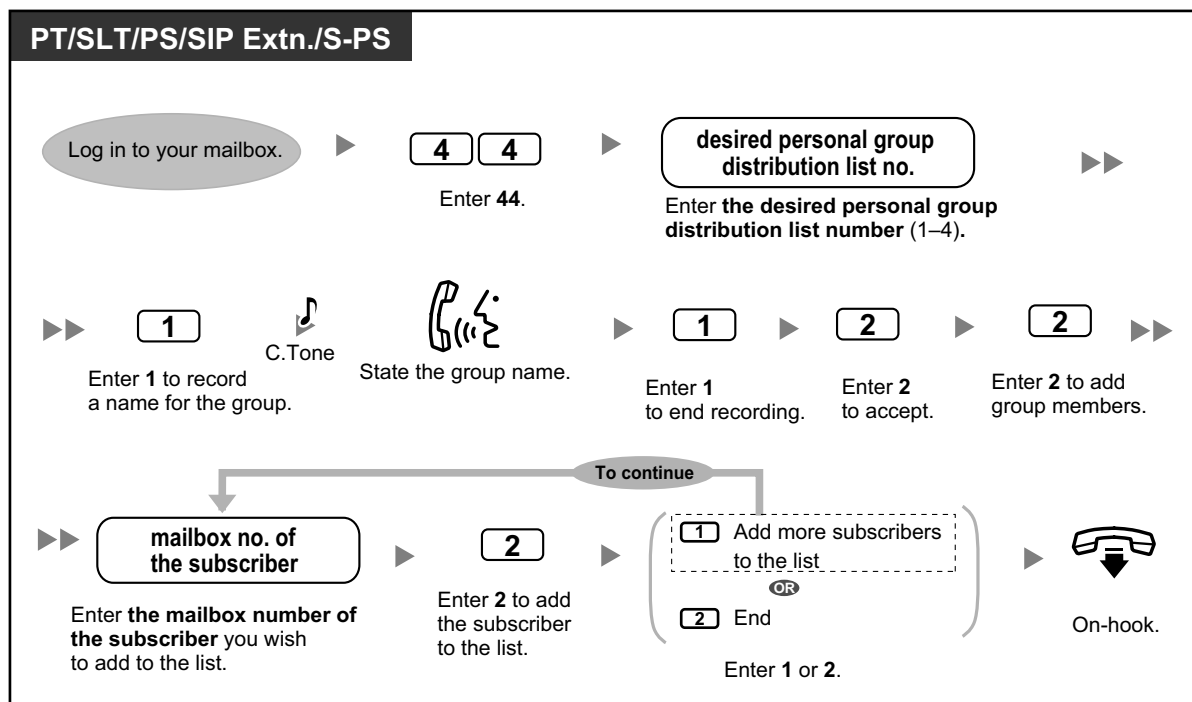 PT/SLT/PS/SIP Extn./S-PS
Log in to your mailbox.
4 4
Enter 44.
desired personal group
distribution list no.
Enter the desired personal group
distribution list number (1–4).
1
Enter 1 to record
a name for the group.
C.Tone
State the group name.
1
Enter 1
to end recording.
2
Enter 2
to accept.
2
Enter 2 to add
group members.
To continue
mailbox no. of
the subscriber
Enter the mailbox number of
the subscriber you wish
to add to the list.
2
Enter 2 to add
the subscriber
to the list.
1 Add more subscribers
to the list
OR
2 End
Enter 1 or 2.
On-hook.